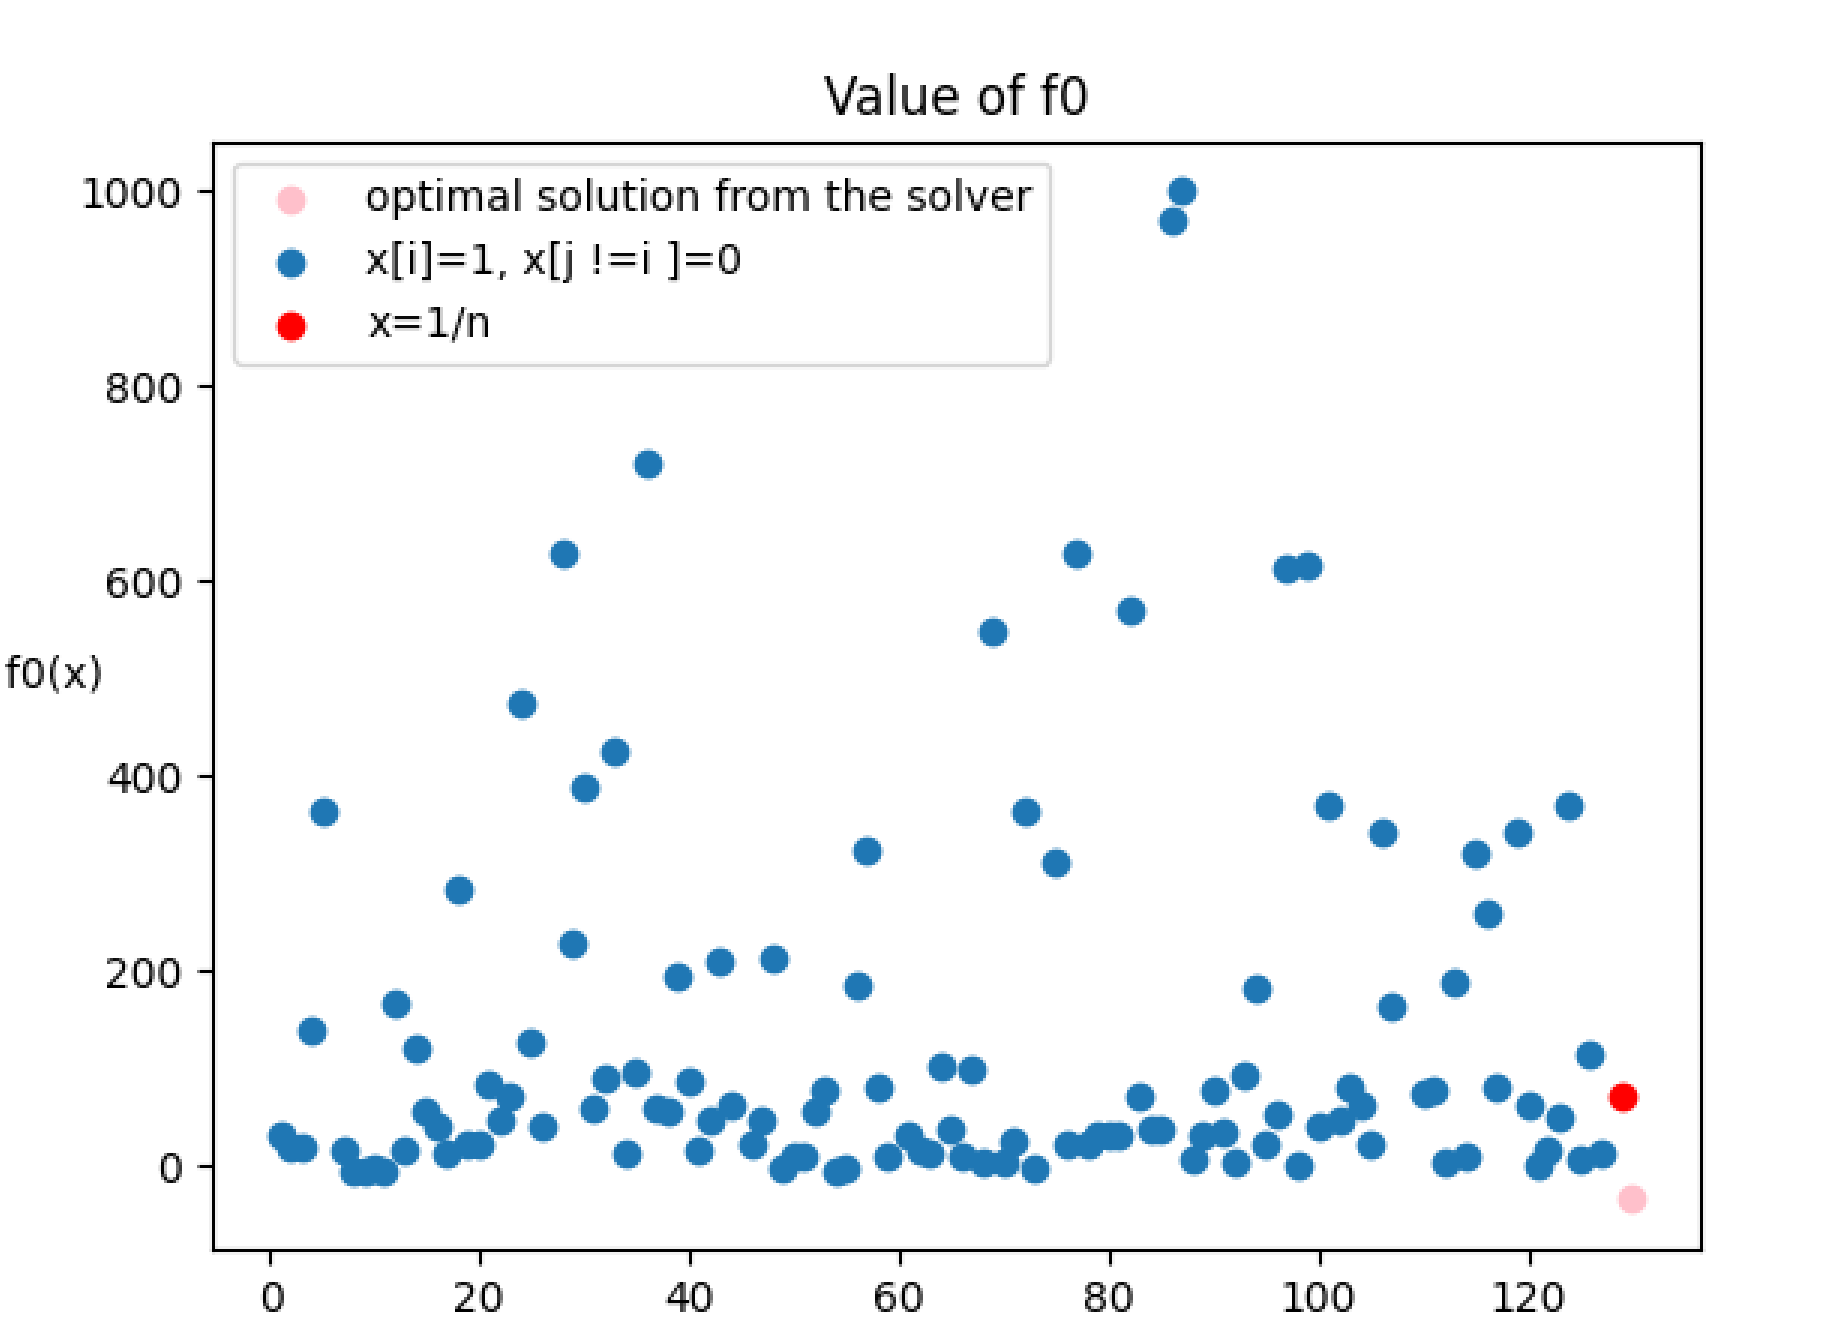 Value of f0
optimal solution from the solver
x[i]=1, x[j !=i ]=0
x=1/n
1000
800
600
f0(x)
400
200
0
0 20 40 60 80 100 120